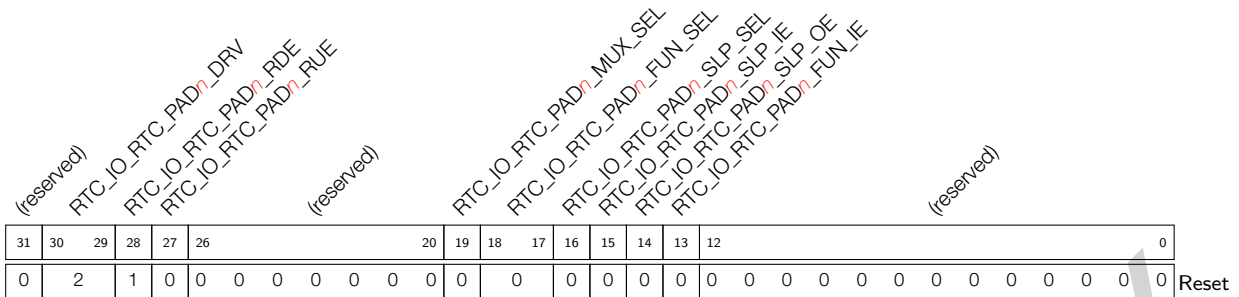 (reserved)
RTC_IO_RTC_PADn_DRV
RTC_IO_RTC_PADn_RDE
RTC_IO_RTC_PADn_RUE
(reserved)
RTC_IO_RTC_PADn_MUX_SEL
RTC_IO_RTC_PADn_FUN_SEL
RTC_IO_RTC_PADn_SLP_SEL
RTC_IO_RTC_PADn_SLP_IE
RTC_IO_RTC_PADn_SLP_OE
RTC_IO_RTC_PADn_FUN_IE
(reserved)
31 30 29 28 27 26 20 19 18 17 16 15 14 13 12 0
0 2 1 0 0 0 0 0 0 0 0 0 0 0 0 0 0 0 0 0 0 0 0 0 0 0 0 0 0 0 Reset